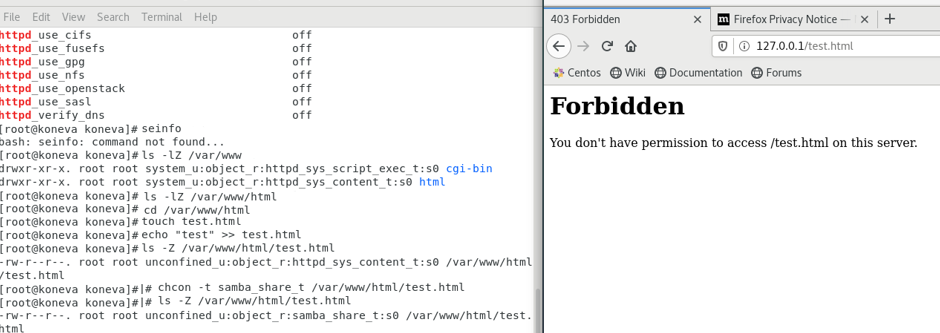 File Edit View Search Terminal Help
httpd_use_cifs off
httpd_use_fusefs off
httpd_use_gpg off
httpd_use_nfs off
httpd_use_openstack off
httpd_use_sasl off
httpd_verify_dns off
[root@koneva koneva]# seinfo
bash: seinfo: command not found...
[root@koneva koneva]# ls -lZ /var/www
drwxr-xr-x. root root system_u:object_r:httpd_sys_script_exec_t:s0 cgi-bin
drwxr-xr-x. root root system_u:object_r:httpd_sys_content_t:s0 html
[root@koneva koneva]# ls -lZ /var/www/html
[root@koneva koneva]# cd /var/www/html
[root@koneva koneva]# touch test.html
[root@koneva koneva]# echo "test" >> test.html
[root@koneva koneva]# ls -Z /var/www/html/test.html
-rw-r--r--. root root unconfined_u:object_r:httpd_sys_content_t:s0 /var/www/html
/test.html
[root@koneva koneva]#|# chcon -t samba_share_t /var/www/html/test.html
[root@koneva koneva]#|# ls -Z /var/www/html/test.html
-rw-r--r--. root root unconfined_u:object_r:samba_share_t:s0 /var/www/html/test.
html
403 Forbidden
Firefox Privacy Notice —
127.0.0.1/test.html
Centos Wiki Documentation Forums
Forbidden
You don't have permission to access /test.html on this server.